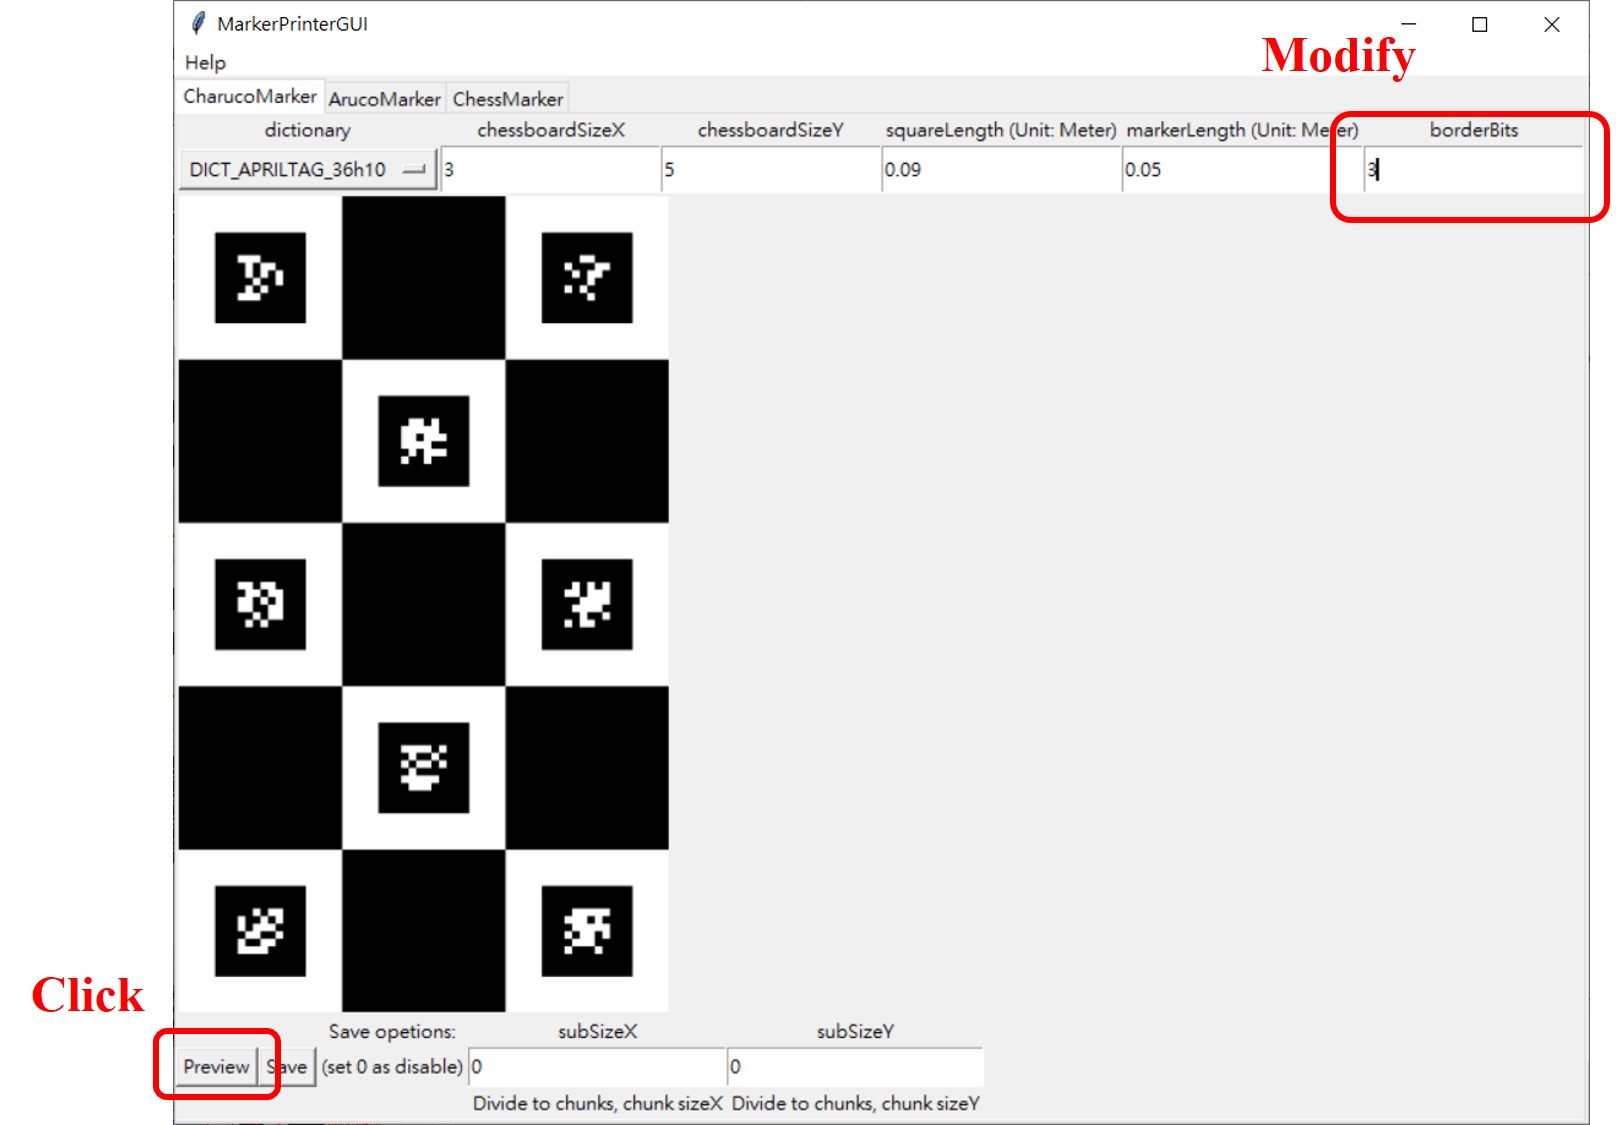 MarkerPrinterGUI
Modify
Help
CharucoMarker ArucoMarker ChessMarker
dictionary chessboardSizeX chessboardSizeY squareLength (Unit: Meter) markerLength (Unit: Meter) borderBits
DICT_APRILTAG_36h10 3 5 0.09 0.05 3
Click
Save opetions: subSizeX subSizeY
Preview Save (set 0 as disable) 0 0
Divide to chunks, chunk sizeX Divide to chunks, chunk sizeY